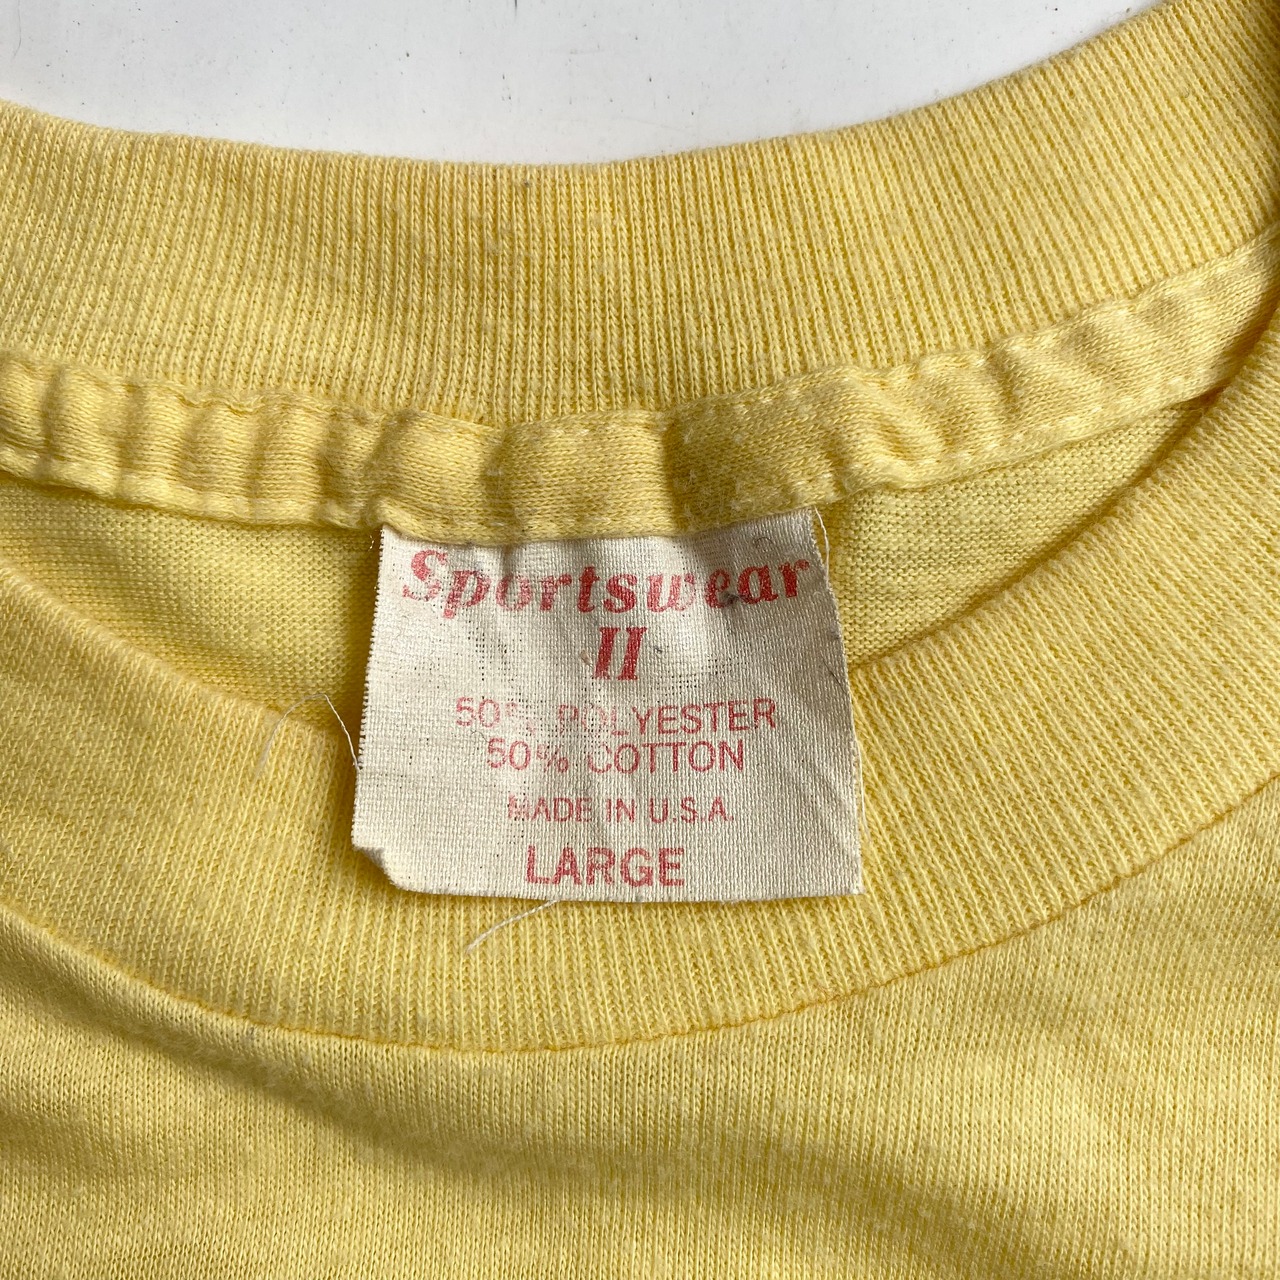 Sportswear
II
50% POLYESTER
50% COTTON
MADE IN U.S.A.
LARGE